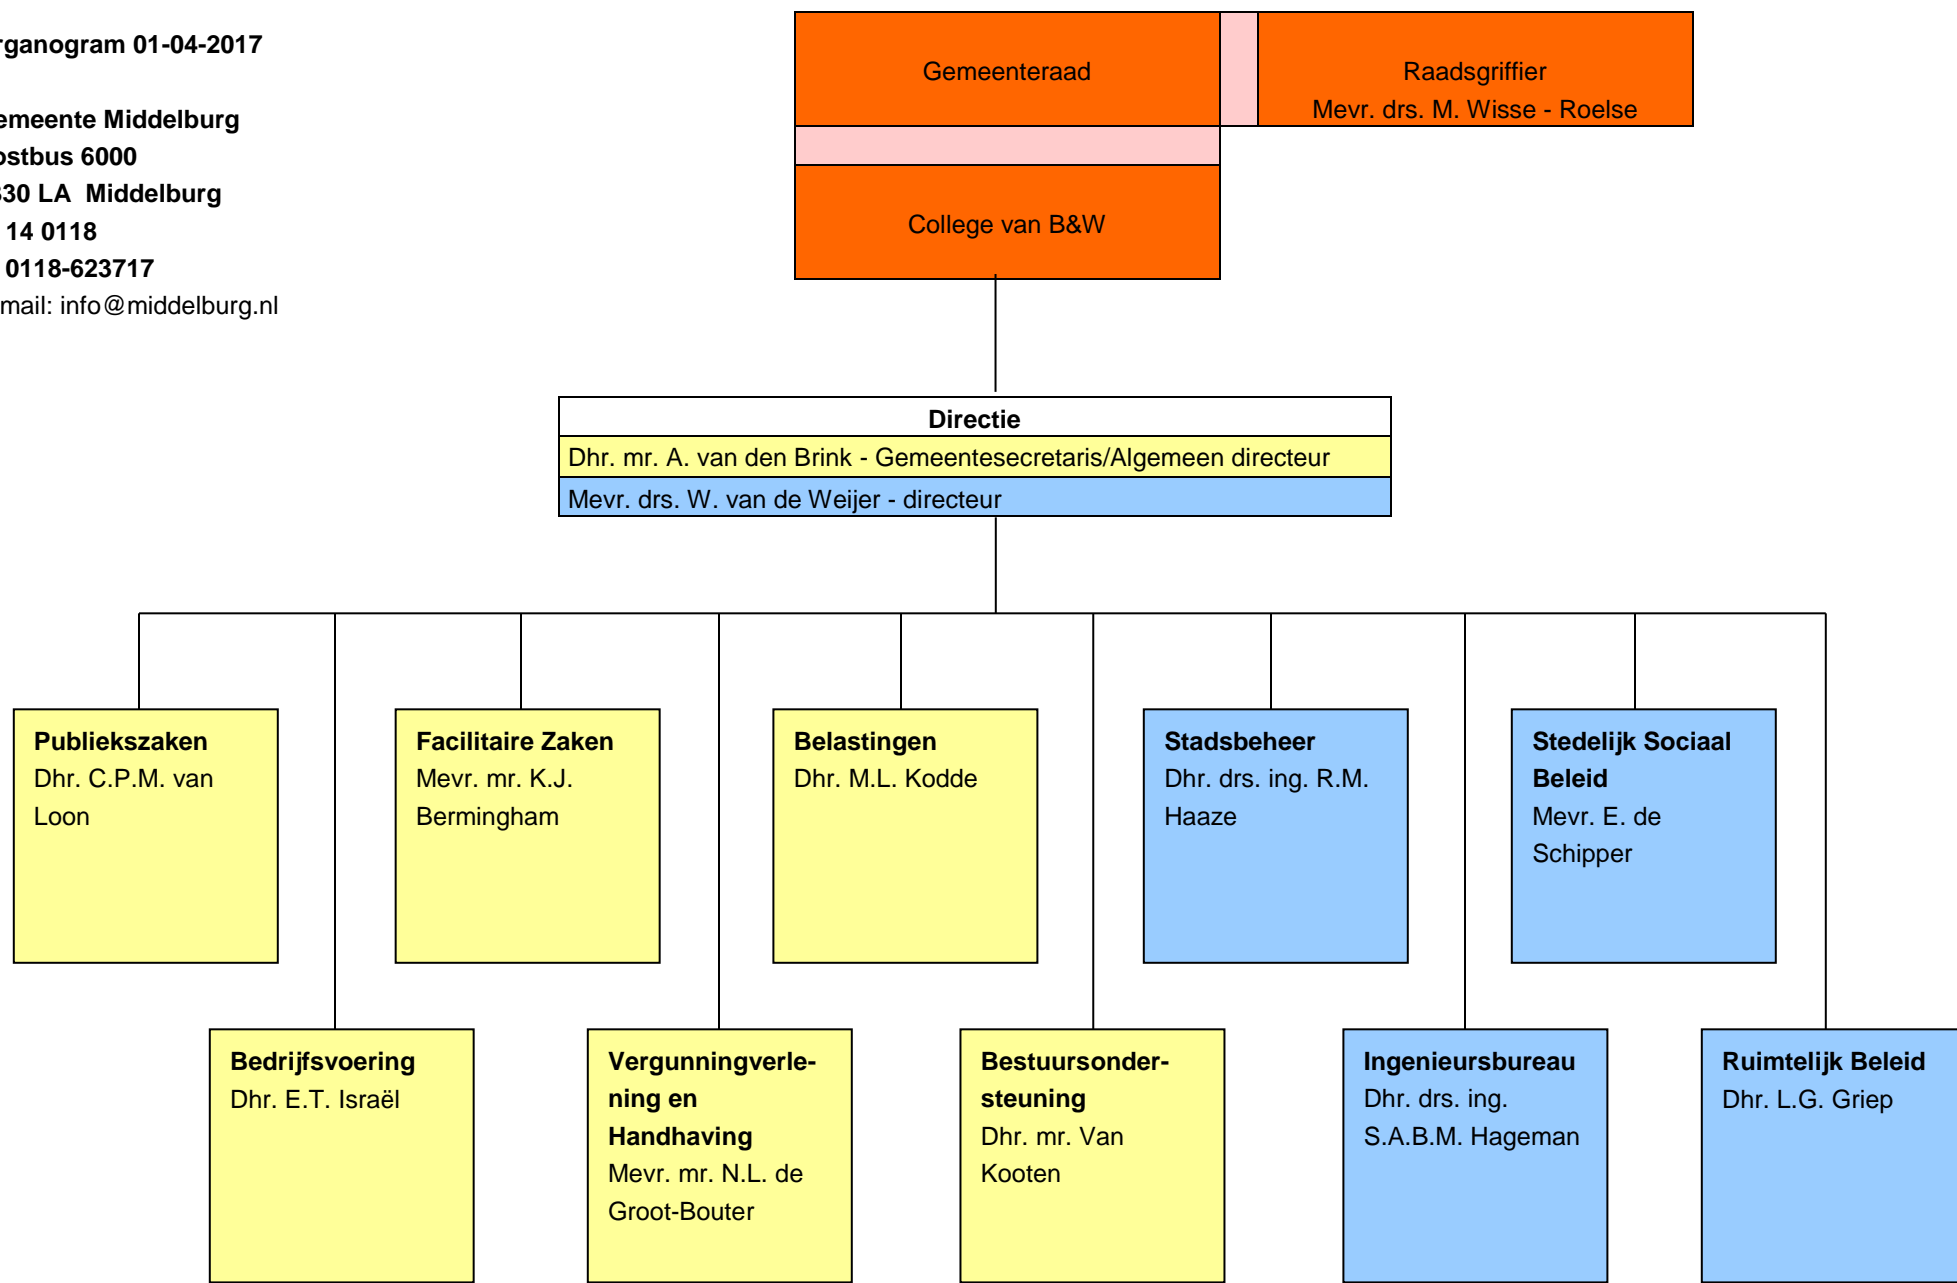 rganogram 01-04-2017
emeente Middelburg
ostbus 6000
330 LA  Middelburg
14 0118
0118-623717
mail: info@middelburg.nl
Gemeenteraad
Raadsgriffier
Mevr. drs. M. Wisse - Roelse
College van B&W
Directie
Dhr. mr. A. van den Brink - Gemeentesecretaris/Algemeen directeur
Mevr. drs. W. van de Weijer - directeur
Publiekszaken
Dhr. C.P.M. van
Loon
Facilitaire Zaken
Mevr. mr. K.J.
Bermingham
Belastingen
Dhr. M.L. Kodde
Stadsbeheer
Dhr. drs. ing. R.M.
Haaze
Stedelijk Sociaal
Beleid
Mevr. E. de
Schipper
Bedrijfsvoering
Dhr. E.T. Israël
Vergunningverle-
ning en
Handhaving
Mevr. mr. N.L. de
Groot-Bouter
Bestuursonder-
steuning
Dhr. mr. Van
Kooten
Ingenieursbureau
Dhr. drs. ing.
S.A.B.M. Hageman
Ruimtelijk Beleid
Dhr. L.G. Griep